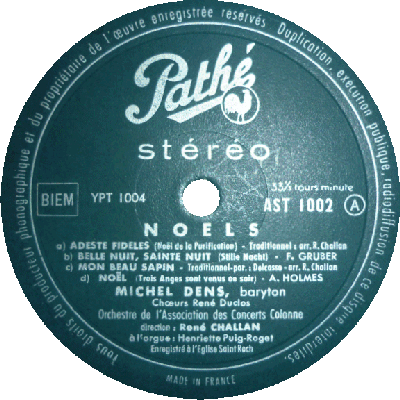 Tous droits du producteur phonographique et du propriétaire de l'œuvre enregistrée réservés. Duplication, exécution publique, radiodiffusion de ce disque interdites.
Pathé
stéréo
33⅓ tours minute
BIEM
YPT 1004
AST 1002
A
NOELS
a) ADESTE FIDELES (Noël de la Purification) - Traditionnel : arr. R. Challan
b) BELLE NUIT, SAINTE NUIT (Stille Nacht) - F. GRUBER
c) MON BEAU SAPIN - Traditionnel-par.: Delcasso - arr. R. Challan
d) NOËL (Trois Anges sont venus ce soir) - A. HOLMES
MICHEL DENS, baryton
Chœurs René Duclos
Orchestre de l'Association des Concerts Colonne
direction : René CHALLAN
à l'orgue : Henriette Puig-Roget
Enregistré à l'Eglise Saint Roch
MADE IN FRANCE